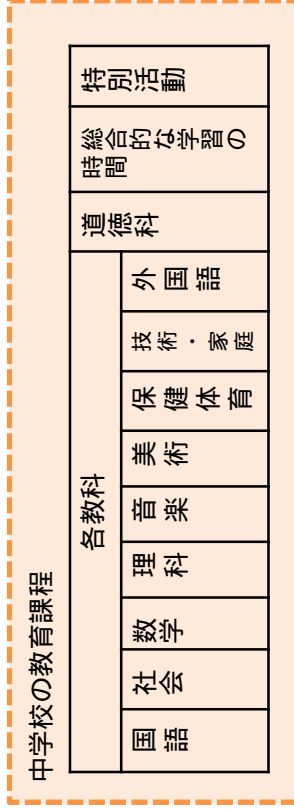 中学校の教育課程
各教科
国語
社会
数学
理科
音楽
美術
保健体育
技術・家庭
外国語
道徳科
総合的な学習の
時間
特別活動